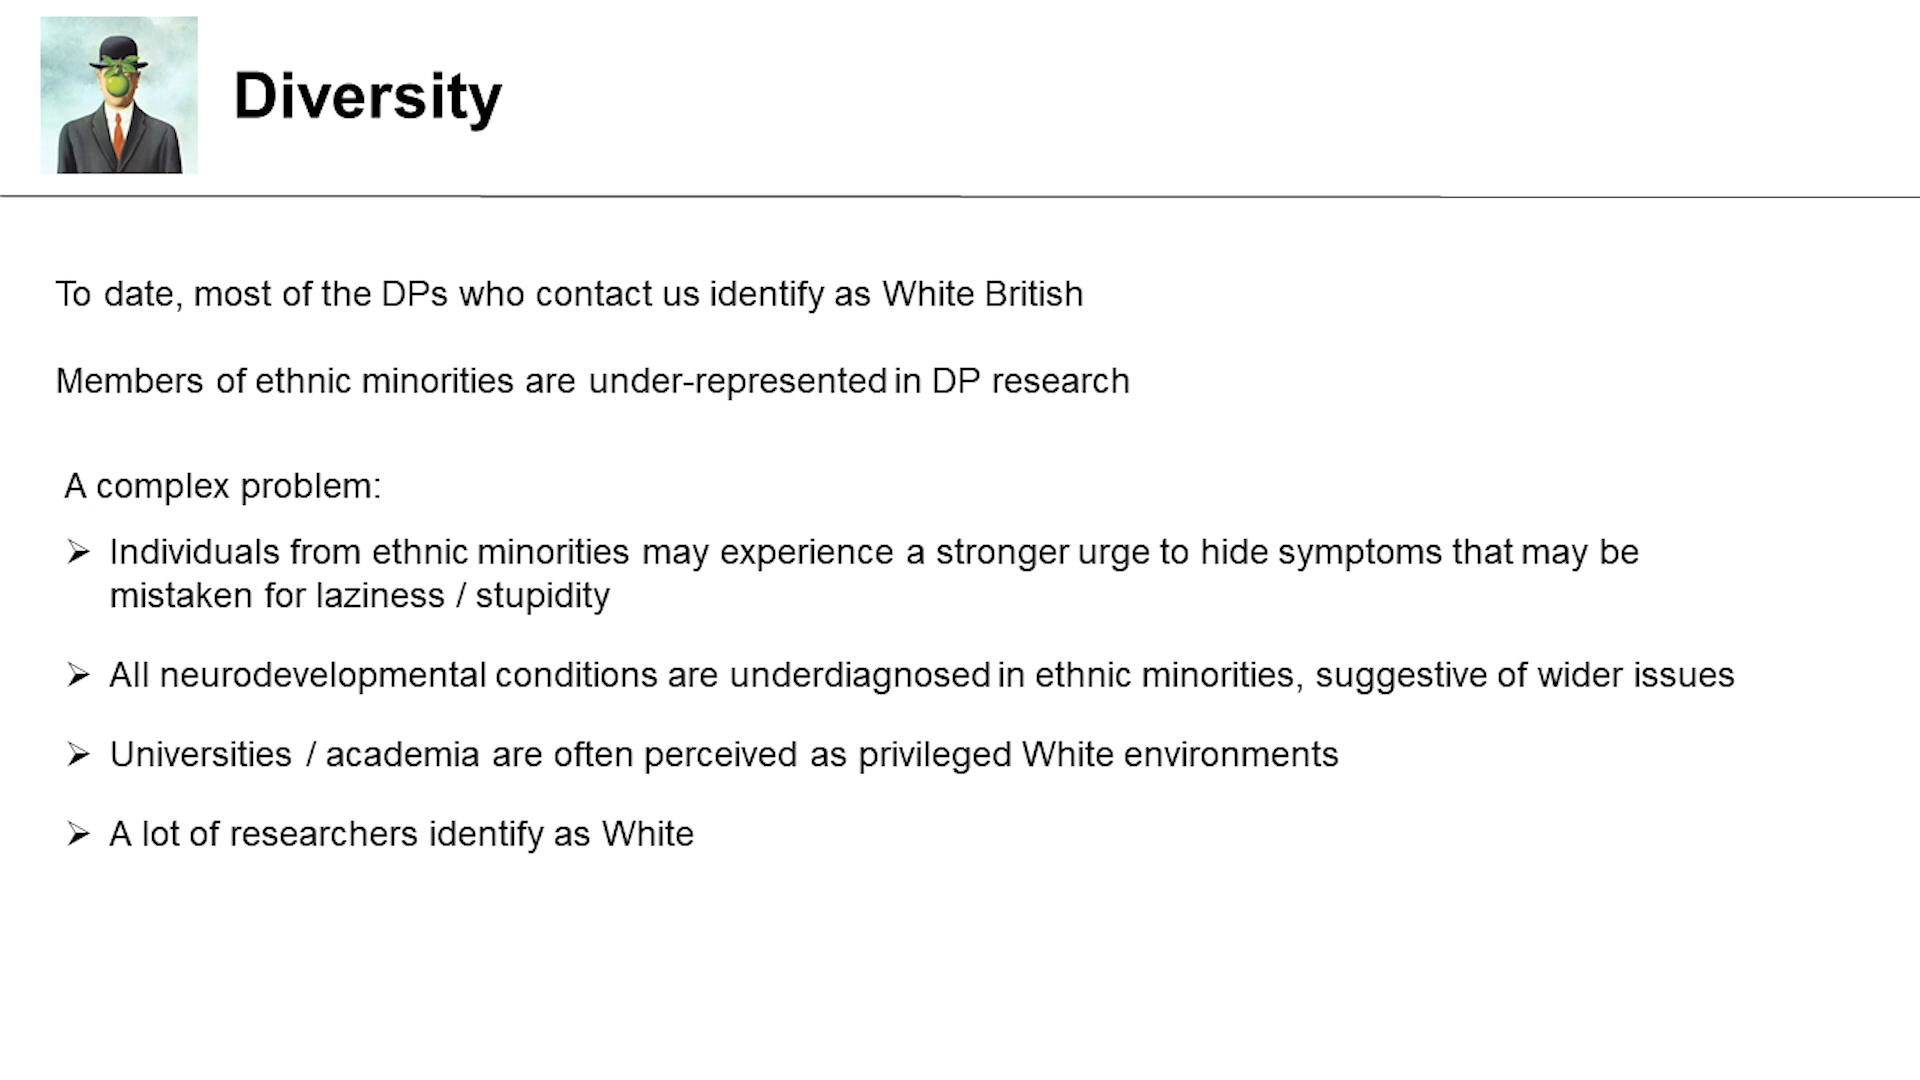 Diversity
To date, most of the DPs who contact us identify as White British
Members of ethnic minorities are under-represented in DP research
A complex problem:
➢ Individuals from ethnic minorities may experience a stronger urge to hide symptoms that may be
mistaken for laziness / stupidity
➢ All neurodevelopmental conditions are underdiagnosed in ethnic minorities, suggestive of wider issues
➢ Universities / academia are often perceived as privileged White environments
➢ A lot of researchers identify as White